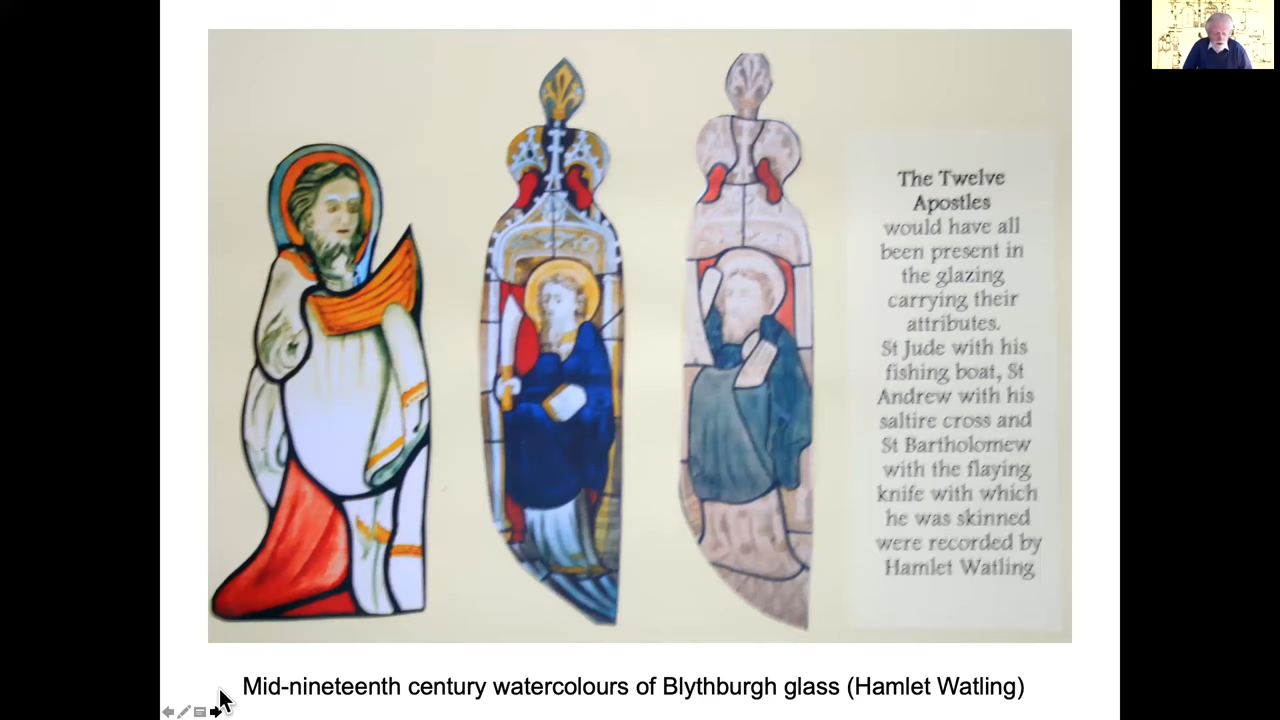 The Twelve
Apostles
would have all
been present in
the glazing
carrying their
attributes.
St Jude with his
fishing boat, St
Andrew with his
saltire cross and
St Bartholomew
with the flaying
knife with which
he was skinned
were recorded by
Hamlet Watling
Mid-nineteenth century watercolours of Blythburgh glass (Hamlet Watling)